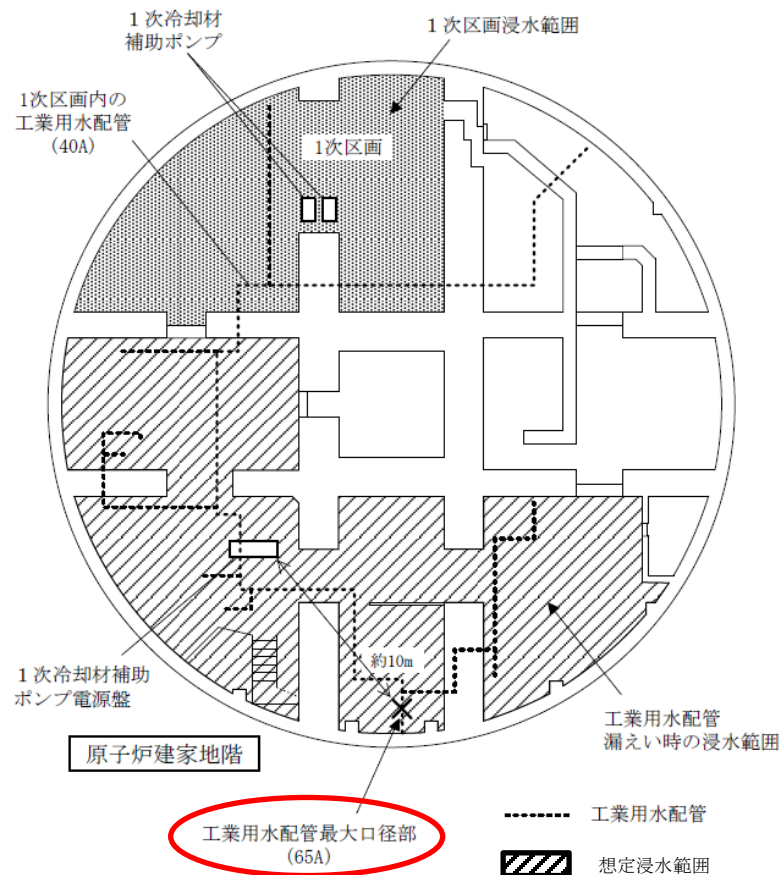 １次冷却材
補助ポンプ
１次区画浸水範囲
1次区画内の
工業用水配管
(40A)
1次区画
約10m
１次冷却材補助
ポンプ電源盤
工業用水配管
漏えい時の浸水範囲
原子炉建家地階
工業用水配管最大口径部
(65A)
工業用水配管
想定浸水範囲